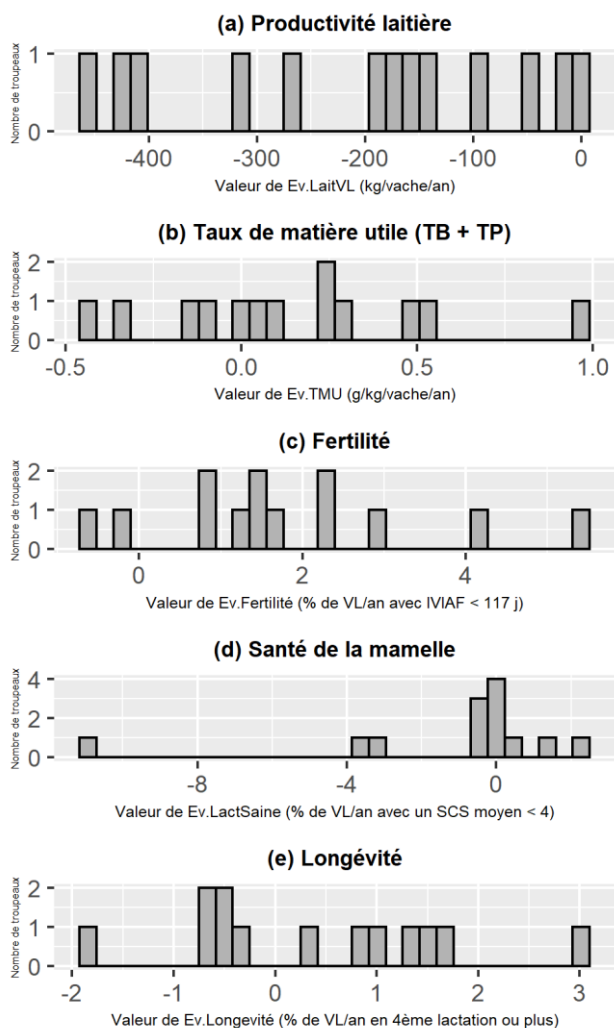 (a) Productivité laitière
Nombre de troupeaux
1
0
-400 -300 -200 -100 0
Valeur de Ev.LaitVL (kg/vache/an)
(b) Taux de matière utile (TB + TP)
Nombre de troupeaux
2
1
0
-0.5 0.0 0.5 1.0
Valeur de Ev.TMU (g/kg/vache/an)
(c) Fertilité
Nombre de troupeaux
2
1
0
0 2 4
Valeur de Ev.Fertilité (% de VL/an avec IVIAF < 117 j)
(d) Santé de la mamelle
Nombre de troupeaux
4
2
0
-8 -4 0
Valeur de Ev.LactSaine (% de VL/an avec un SCS moyen < 4)
(e) Longévité
Nombre de troupeaux
2
1
0
-2 -1 0 1 2 3
Valeur de Ev.Longevité (% de VL/an en 4ème lactation ou plus)